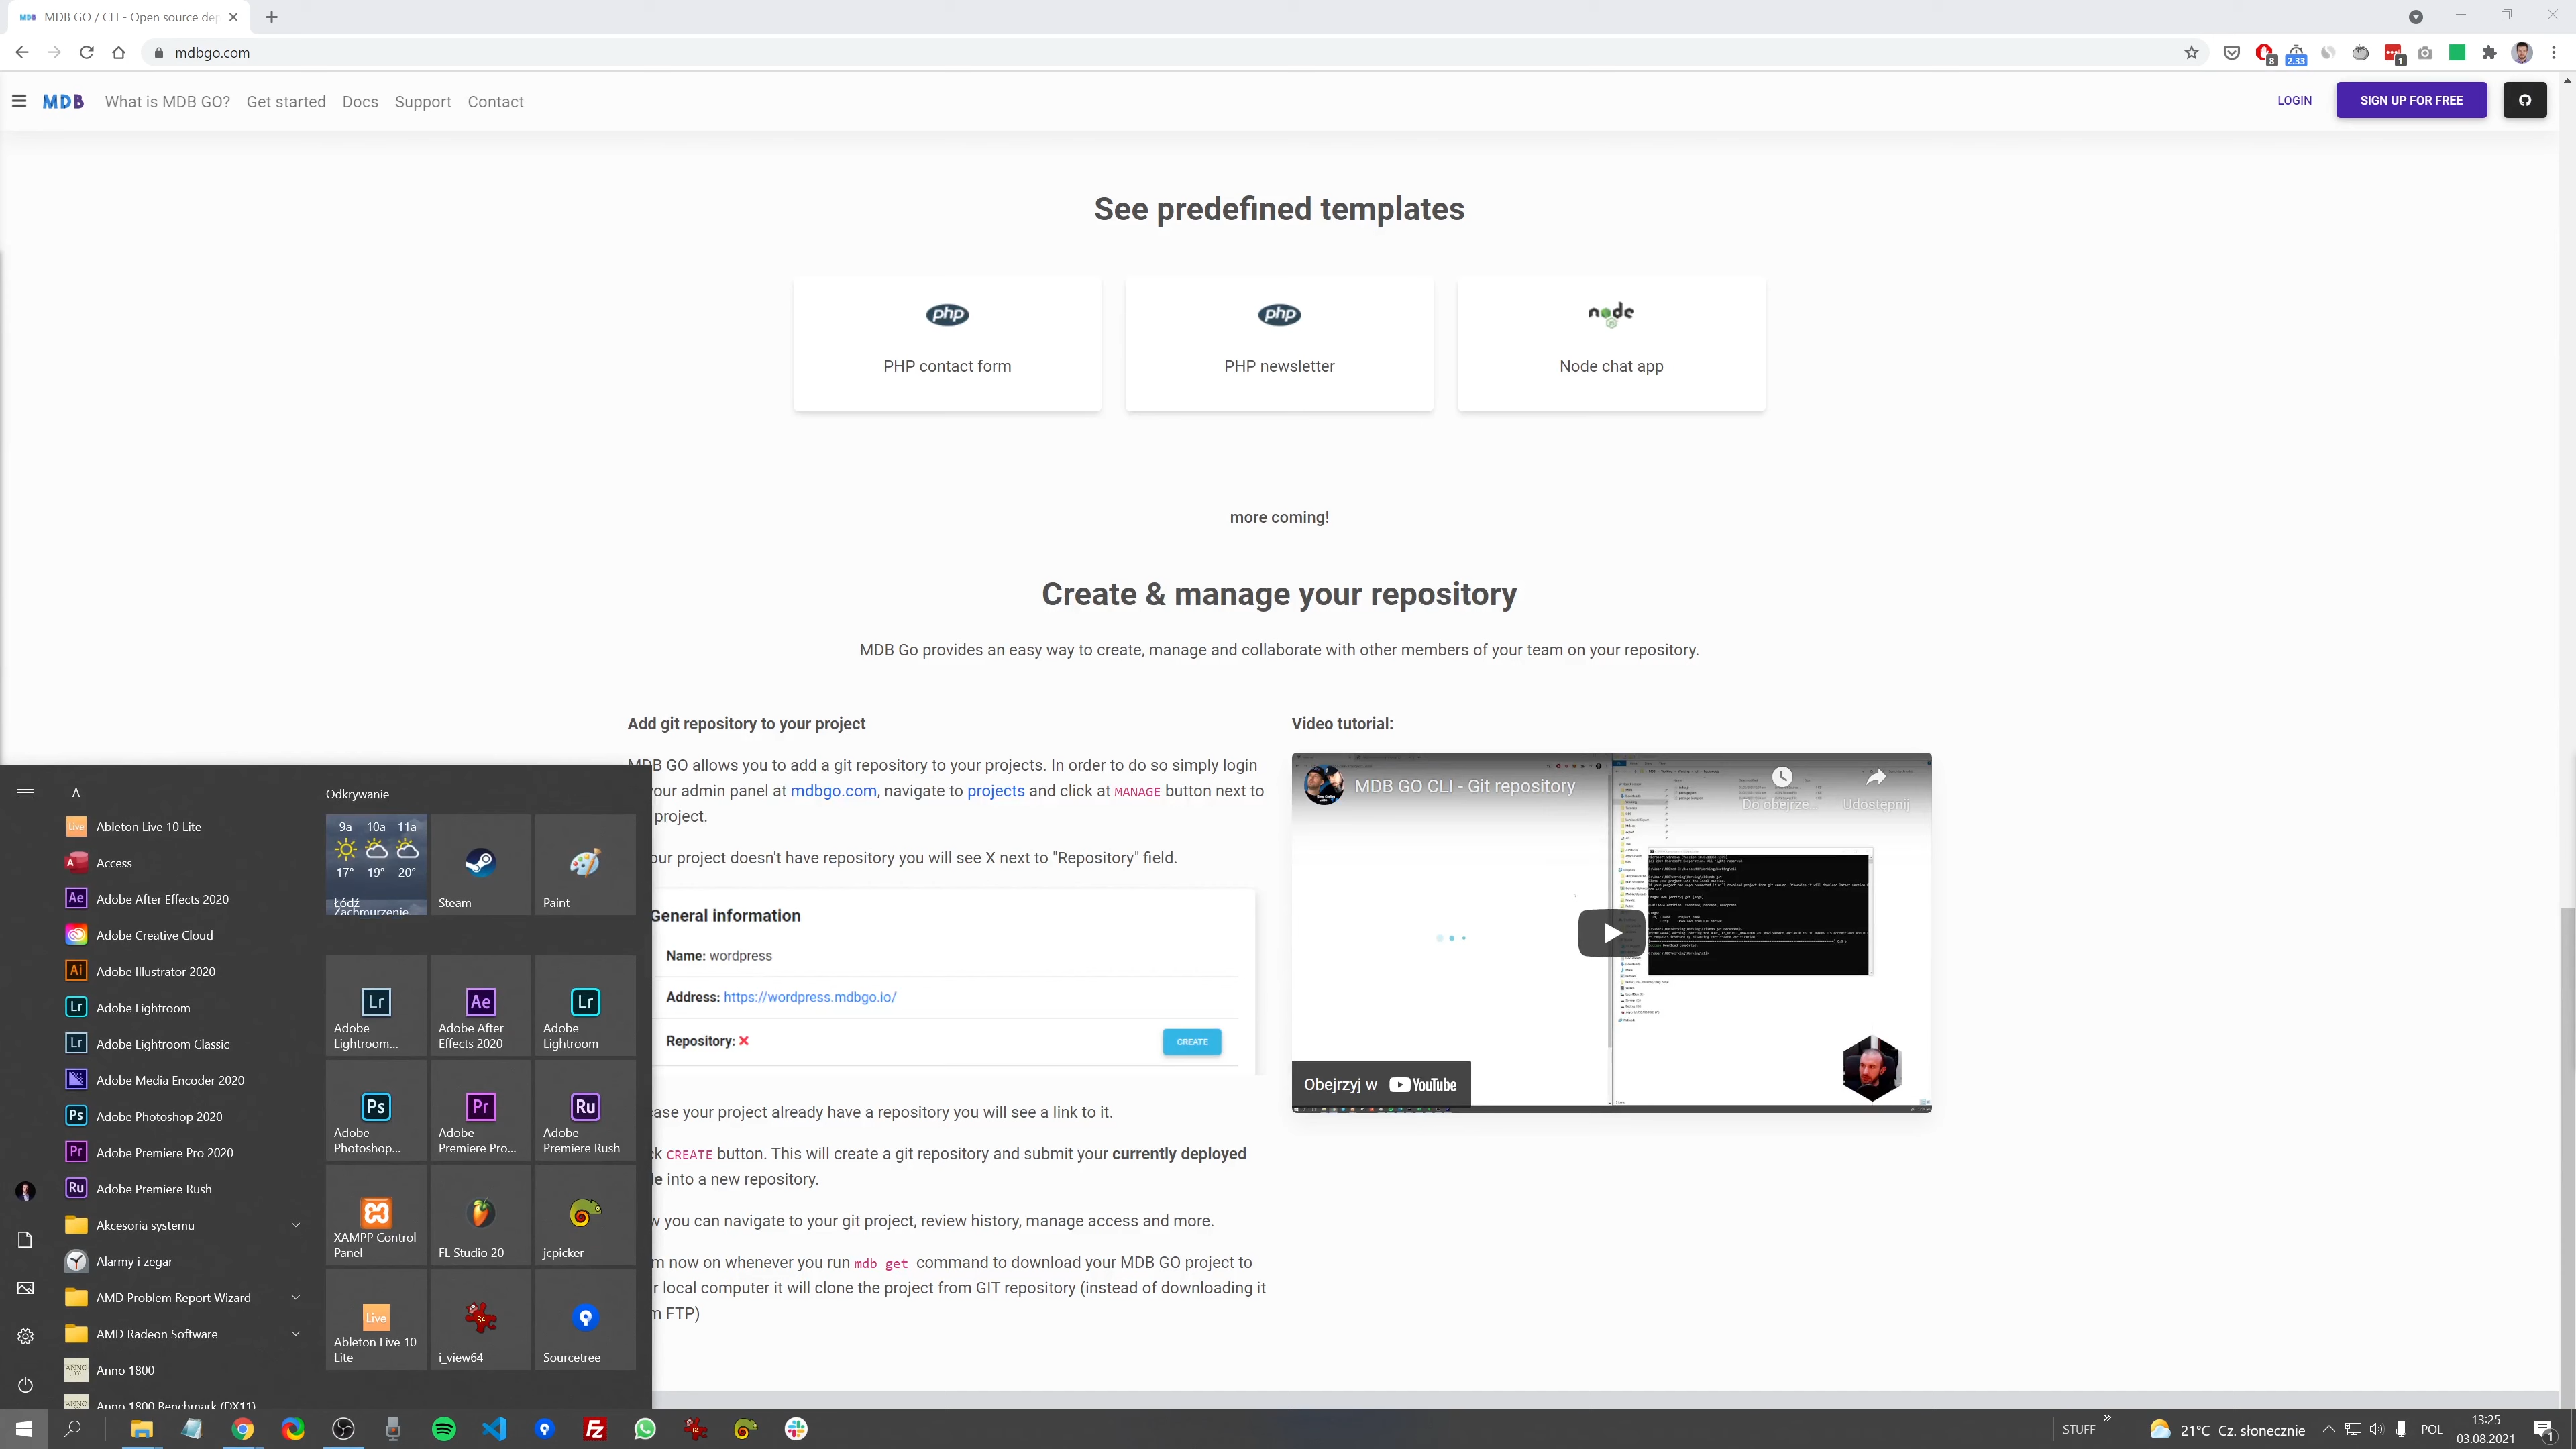 MDB GO / CLI - Open source de
mdbgo.com
8
2.33
1
MDB
What is MDB GO?
Get started
Docs
Support
Contact
LOGIN
SIGN UP FOR FREE
See predefined templates
php
PHP contact form
php
PHP newsletter
node
Node chat app
more coming!
Create & manage your repository
MDB Go provides an easy way to create, manage and collaborate with other members of your team on your repository.
Add git repository to your project
MDB GO allows you to add a git repository to your projects. In order to do so simply login
our admin panel at mdbgo.com, navigate to projects and click at MANAGE button next to
project.
our project doesn't have repository you will see X next to "Repository" field.
General information
Name: wordpress
Address: https://wordpress.mdbgo.io/
Repository:
CREATE
ase your project already have a repository you will see a link to it.
k CREATE button. This will create a git repository and submit your currently deployed
e into a new repository.
w you can navigate to your git project, review history, manage access and more.
m now on whenever you run mdb get command to download your MDB GO project to
r local computer it will clone the project from GIT repository (instead of downloading it
m FTP)
Video tutorial:
MDB GO CLI - Git repository
Do obejrze...
Udostępnij
Obejrzyj w YouTube
A
Ableton Live 10 Lite
Access
Adobe After Effects 2020
Adobe Creative Cloud
Adobe Illustrator 2020
Adobe Lightroom
Adobe Lightroom Classic
Adobe Media Encoder 2020
Adobe Photoshop 2020
Adobe Premiere Pro 2020
Adobe Premiere Rush
Akcesoria systemu
Alarmy i zegar
AMD Problem Report Wizard
AMD Radeon Software
Anno 1800
Anno 1800 Benchmark (DX11)
Odkrywanie
9a 10a 11a
17° 19° 20°
Łódź
Zachmurzenie
Steam
Paint
Adobe Lightroom...
Adobe After Effects 2020
Adobe Lightroom
Adobe Photoshop...
Adobe Premiere Pro...
Adobe Premiere Rush
XAMPP Control Panel
FL Studio 20
jcpicker
Ableton Live 10 Lite
i_view64
Sourcetree
STUFF
21°C Cz. słonecznie
POL
13:25
03.08.2021
1